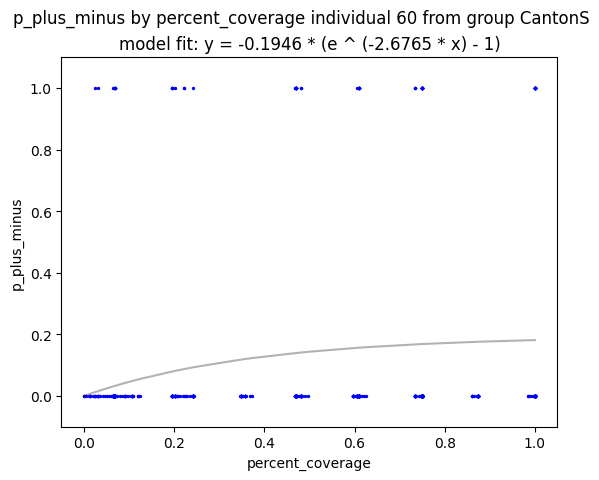 p_plus_minus by percent_coverage individual 60 from group CantonS
model fit: y = -0.1946 * (e ^ (-2.6765 * x) - 1)
1.0
0.8
0.6
0.4
0.2
0.0
p_plus_minus
0.0 0.2 0.4 0.6 0.8 1.0
percent_coverage